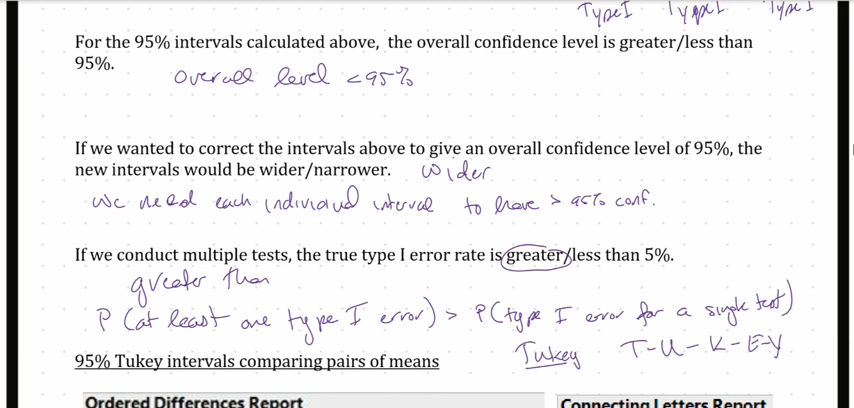 Type I Type I Type I
For the 95% intervals calculated above, the overall confidence level is greater/less than
95%.
Overall level <95%
If we wanted to correct the intervals above to give an overall confidence level of 95%, the
new intervals would be wider/narrower. wider
We need each individual interval to have > 95% conf.
If we conduct multiple tests, the true type I error rate is greater/less than 5%.
greater than
P (at least one type I error) > P(type I error for a single test)
Tukey T-U-K-E-Y
95% Tukey intervals comparing pairs of means
Ordered Differences Report Connecting Letters Report